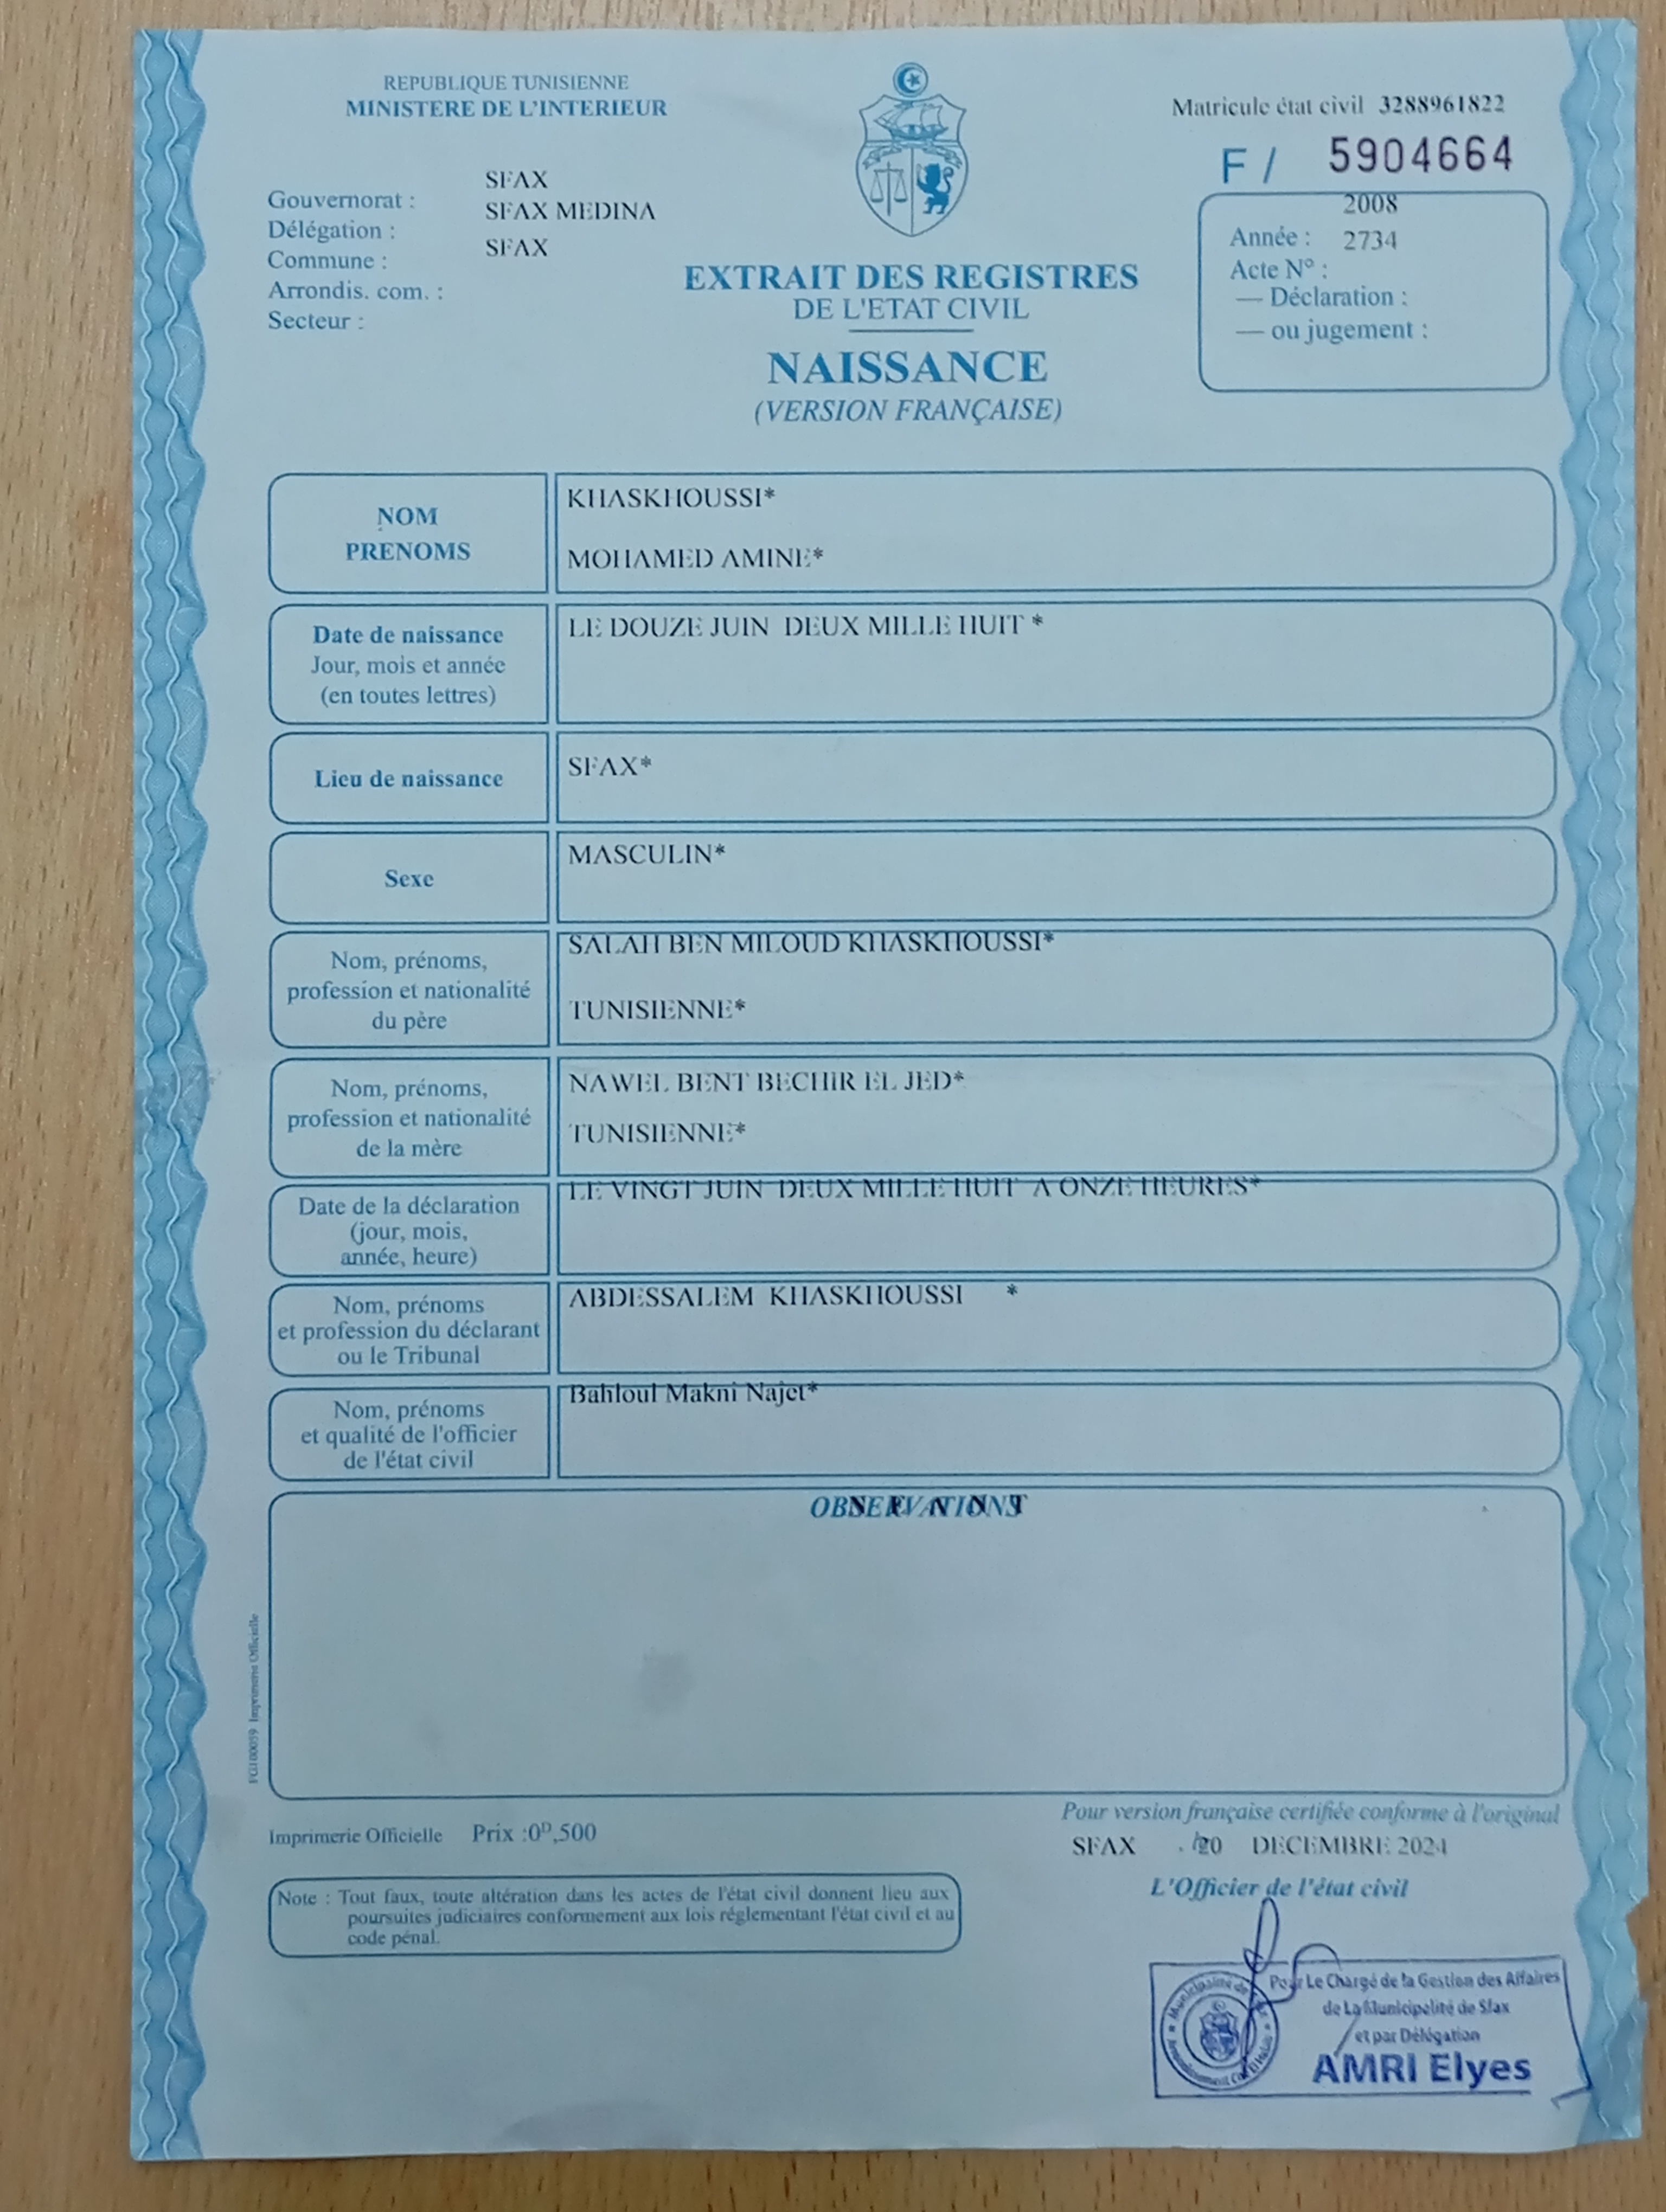 REPUBLIQUE TUNISIENNE
MINISTERE DE L'INTERIEUR
Matricule état civil 3288961822
F / 5904664
Gouvernorat : SFAX
Délégation : SFAX MEDINA
Commune : SFAX
Arrondis. com. :
Secteur :
2008
Année : 2734
Acte N° :
— Déclaration :
— ou jugement :
EXTRAIT DES REGISTRES
DE L'ETAT CIVIL
NAISSANCE
(VERSION FRANÇAISE)
NOM
PRENOMS
KHASKHOUSSI*
MOHAMED AMINE*
Date de naissance
Jour, mois et année
(en toutes lettres)
LE DOUZE JUIN DEUX MILLE HUIT *
Lieu de naissance
SFAX*
Sexe
MASCULIN*
Nom, prénoms,
profession et nationalité
du père
SALAH BEN MILOUD KHASKHOUSSI*
TUNISIENNE*
Nom, prénoms,
profession et nationalité
de la mère
NAWEL BENT BECHIR EL JED*
TUNISIENNE*
Date de la déclaration
(jour, mois,
année, heure)
LE VINGT JUIN DEUX MILLE HUIT A ONZE HEURES*
Nom, prénoms
et profession du déclarant
ou le Tribunal
ABDESSALEM KHASKHOUSSI *
Nom, prénoms
et qualité de l'officier
de l'état civil
Bahloul Makni Najet*
OBSERVATIONS
N E A N T
FG100059 Imprimerie Officielle
Imprimerie Officielle Prix :0ᴰ,500
Pour version française certifiée conforme à l'original
SFAX 20 DECEMBRE 2024
L'Officier de l'état civil
Note : Tout faux, toute altération dans les actes de l'état civil donnent lieu aux
poursuites judiciaires conformement aux lois réglementant l'état civil et au
code pénal.
Pour Le Chargé de la Gestion des Affaires
de La Municipalité de Sfax
et par Délégation
AMRI Elyes
Municipalité de